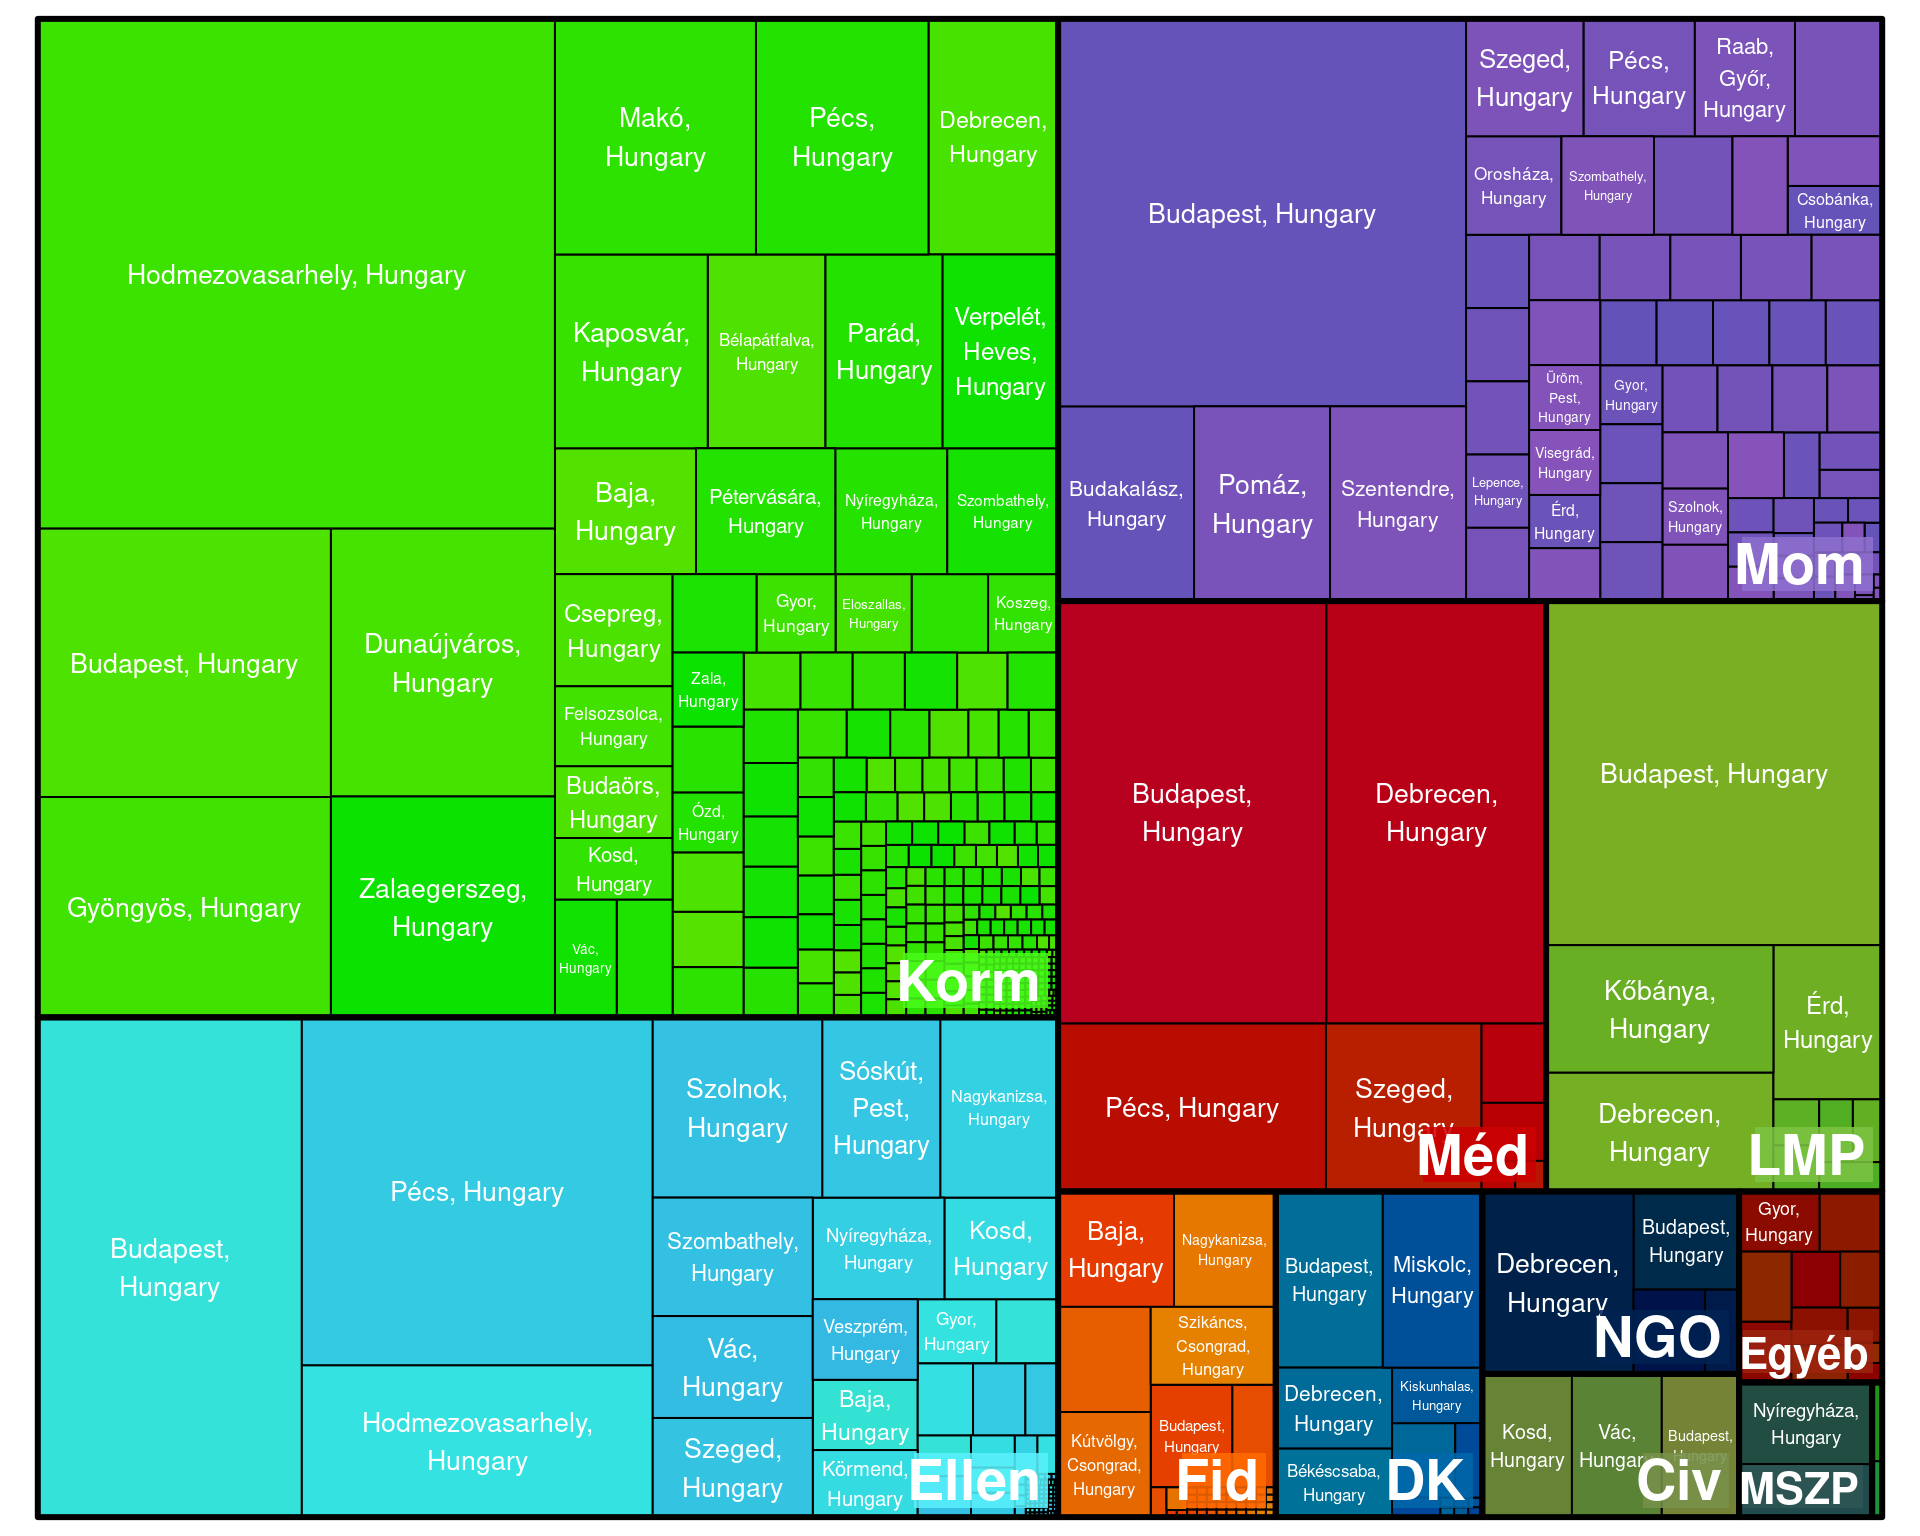 Hodmezovasarhely, Hungary
Makó,
Hungary
Pécs,
Hungary
Debrecen,
Hungary
Kaposvár,
Hungary
Bélapátfalva,
Hungary
Parád,
Hungary
Verpelét,
Heves,
Hungary
Baja,
Hungary
Pétervására,
Hungary
Nyíregyháza,
Hungary
Szombathely,
Hungary
Budapest, Hungary
Dunaújváros,
Hungary
Gyöngyös, Hungary
Zalaegerszeg,
Hungary
Csepreg,
Hungary
Gyor,
Hungary
Eloszallas,
Hungary
Koszeg,
Hungary
Zala,
Hungary
Felsozsolca,
Hungary
Budaörs,
Hungary
Ózd,
Hungary
Kosd,
Hungary
Vác,
Hungary
Korm
Budapest, Hungary
Szeged,
Hungary
Pécs,
Hungary
Raab,
Győr,
Hungary
Orosháza,
Hungary
Szombathely,
Hungary
Csobánka,
Hungary
Budakalász,
Hungary
Pomáz,
Hungary
Szentendre,
Hungary
Üröm,
Pest,
Hungary
Gyor,
Hungary
Visegrád,
Hungary
Lepence,
Hungary
Érd,
Hungary
Szolnok,
Hungary
Mom
Budapest,
Hungary
Debrecen,
Hungary
Pécs, Hungary
Szeged,
Hungary
Méd
Budapest, Hungary
Kőbánya,
Hungary
Érd,
Hungary
Debrecen,
Hungary
LMP
Budapest,
Hungary
Pécs, Hungary
Hodmezovasarhely,
Hungary
Szolnok,
Hungary
Sóskút,
Pest,
Hungary
Nagykanizsa,
Hungary
Szombathely,
Hungary
Nyíregyháza,
Hungary
Kosd,
Hungary
Vác,
Hungary
Veszprém,
Hungary
Gyor,
Hungary
Baja,
Hungary
Szeged,
Hungary
Körmend,
Hungary
Ellen
Baja,
Hungary
Nagykanizsa,
Hungary
Szikáncs,
Csongrad,
Hungary
Kútvölgy,
Csongrad,
Hungary
Budapest,
Hungary
Fid
Budapest,
Hungary
Miskolc,
Hungary
Debrecen,
Hungary
Kiskunhalas,
Hungary
Békéscsaba,
Hungary
DK
Debrecen,
Hungary
Budapest,
Hungary
NGO
Gyor,
Hungary
Egyéb
Kosd,
Hungary
Vác,
Hungary
Budapest,
Hungary
Civ
Nyíregyháza,
Hungary
MSZP